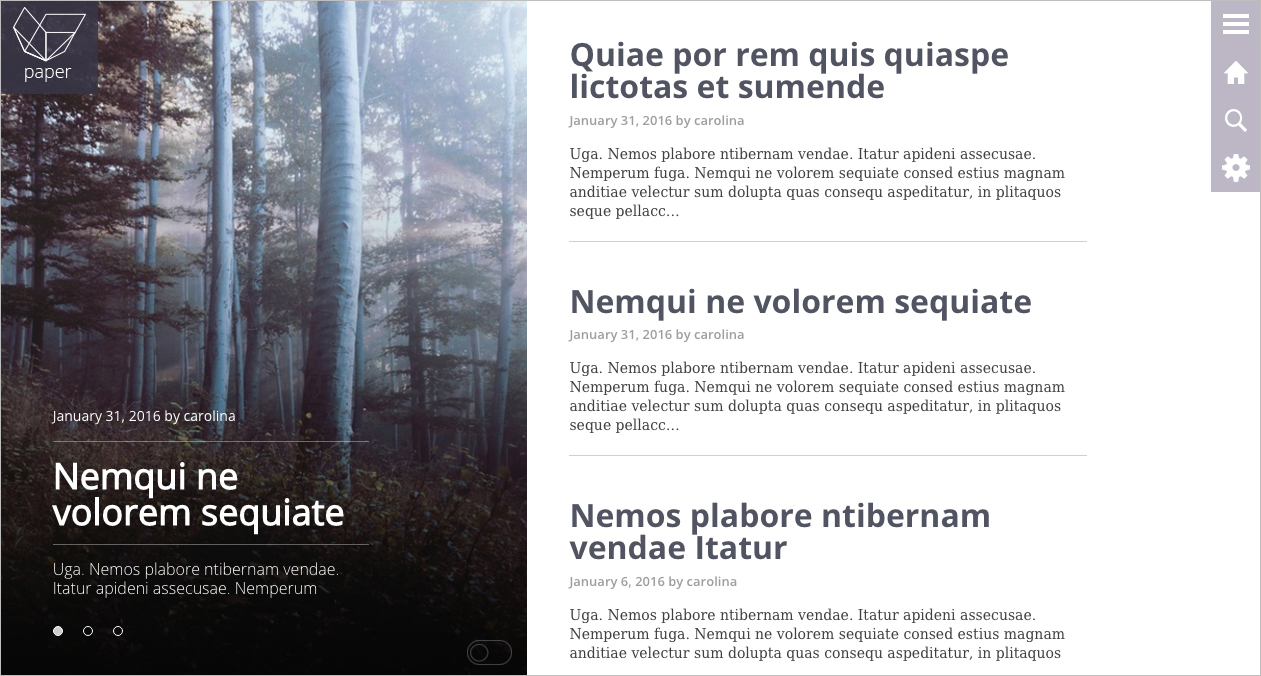 paper
January 31, 2016 by carolina
Nemqui ne
volorem sequiate
Uga. Nemos plabore ntibernam vendae.
Itatur apideni assecusae. Nemperum
Quiae por rem quis quiaspe
lictotas et sumende
January 31, 2016 by carolina
Uga. Nemos plabore ntibernam vendae. Itatur apideni assecusae.
Nemperum fuga. Nemqui ne volorem sequiate consed estius magnam
anditiae velectur sum dolupta quas consequ aspeditatur, in plitaquos
seque pellacc...
Nemqui ne volorem sequiate
January 31, 2016 by carolina
Uga. Nemos plabore ntibernam vendae. Itatur apideni assecusae.
Nemperum fuga. Nemqui ne volorem sequiate consed estius magnam
anditiae velectur sum dolupta quas consequ aspeditatur, in plitaquos
seque pellacc...
Nemos plabore ntibernam
vendae Itatur
January 6, 2016 by carolina
Uga. Nemos plabore ntibernam vendae. Itatur apideni assecusae.
Nemperum fuga. Nemqui ne volorem sequiate consed estius magnam
anditiae velectur sum dolupta quas consequ aspeditatur, in plitaquos